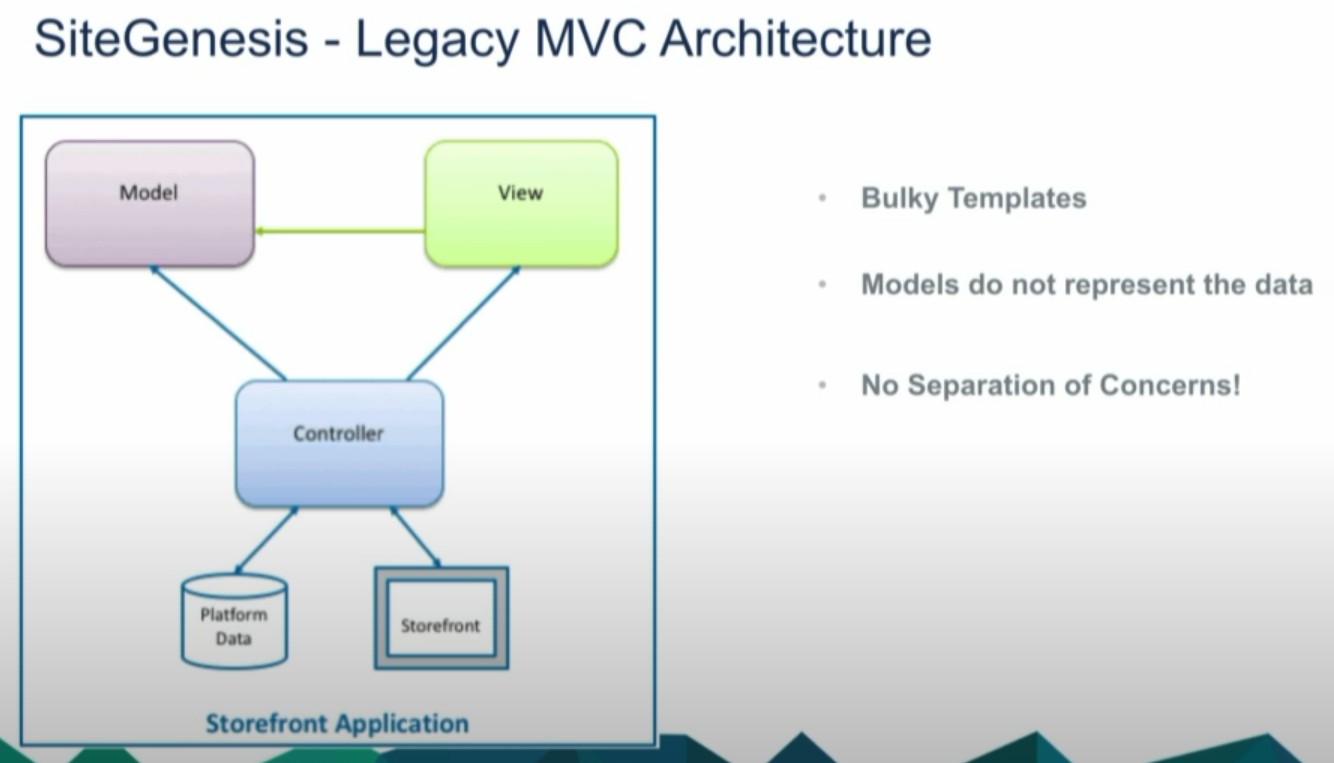 SiteGenesis - Legacy MVC Architecture
Model
View
Controller
Platform
Data
Storefront
Storefront Application
• Bulky Templates
• Models do not represent the data
• No Separation of Concerns!